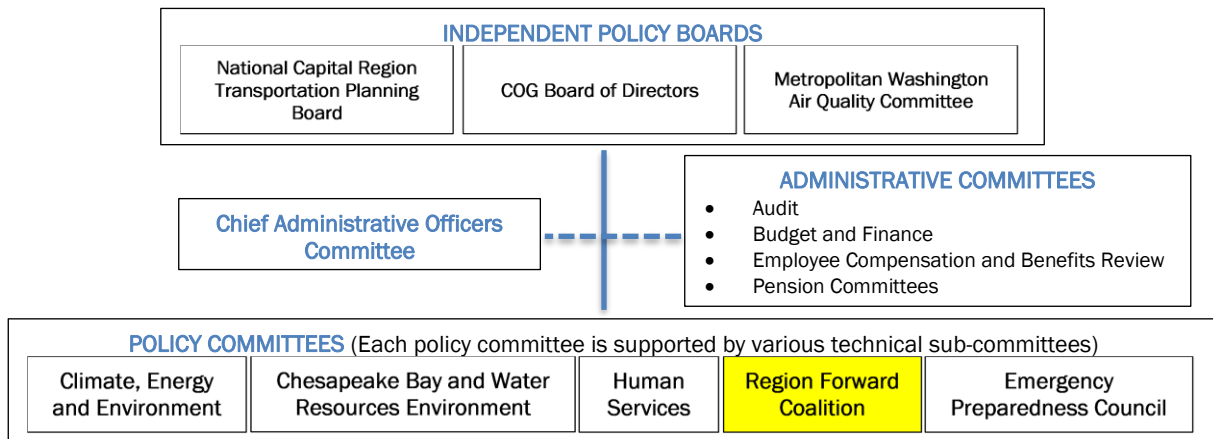 INDEPENDENT POLICY BOARDS
National Capital Region
Transportation Planning
Board
COG Board of Directors
Metropolitan Washington
Air Quality Committee
Chief Administrative Officers
Committee
ADMINISTRATIVE COMMITTEES
• Audit
• Budget and Finance
• Employee Compensation and Benefits Review
• Pension Committees
POLICY COMMITTEES (Each policy committee is supported by various technical sub-committees)
Climate, Energy
and Environment
Chesapeake Bay and Water
Resources Environment
Human
Services
Region Forward
Coalition
Emergency
Preparedness Council